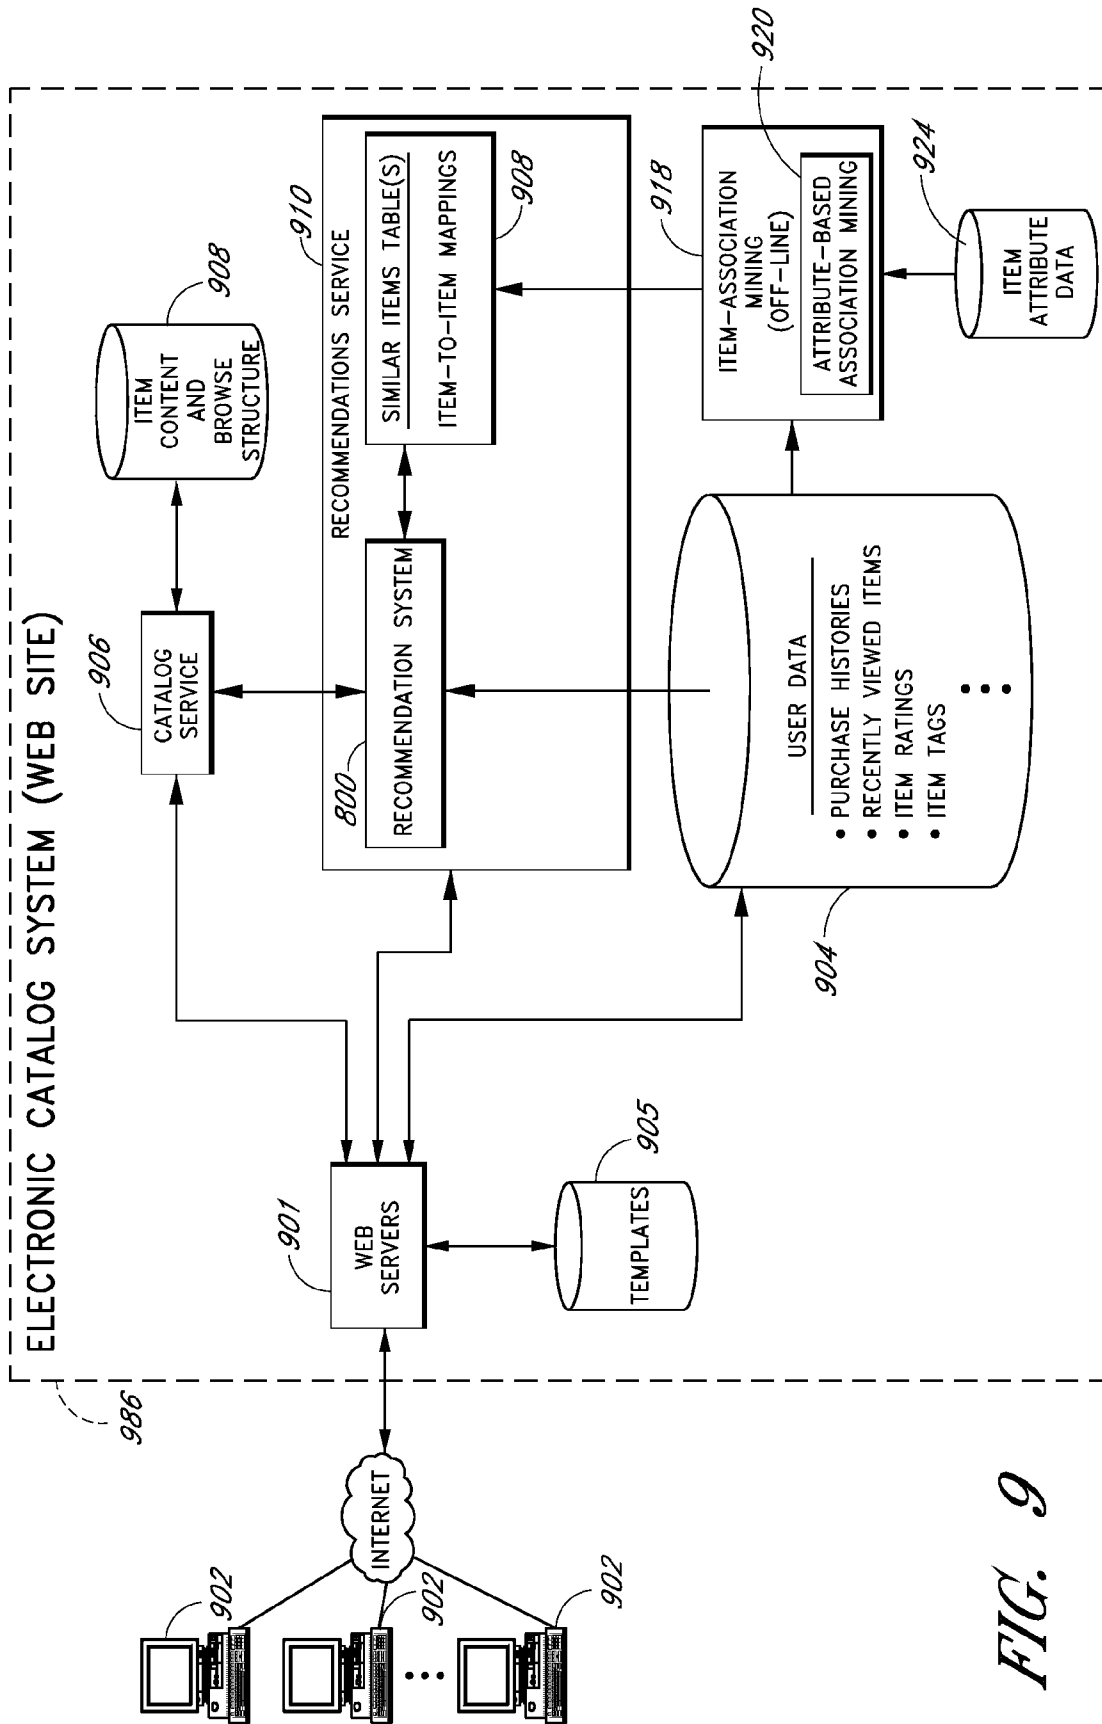 ELECTRONIC CATALOG SYSTEM (WEB SITE)
986
902
902
902
INTERNET
901
WEB
SERVERS
905
TEMPLATES
906
CATALOG
SERVICE
908
ITEM
CONTENT
AND
BROWSE
STRUCTURE
910
RECOMMENDATIONS SERVICE
800
RECOMMENDATION SYSTEM
SIMILAR ITEMS TABLE(S)
ITEM-TO-ITEM MAPPINGS
908
904
USER DATA
• PURCHASE HISTORIES
• RECENTLY VIEWED ITEMS
• ITEM RATINGS
• ITEM TAGS
918
ITEM-ASSOCIATION
MINING
(OFF-LINE)
920
ATTRIBUTE-BASED
ASSOCIATION MINING
924
ITEM
ATTRIBUTE
DATA
FIG. 9